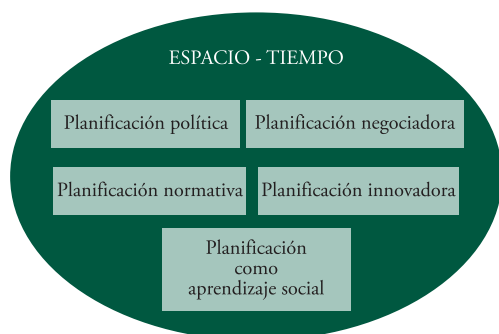 ESPACIO - TIEMPO
Planificación política
Planificación negociadora
Planificación normativa
Planificación innovadora
Planificación
como
aprendizaje social